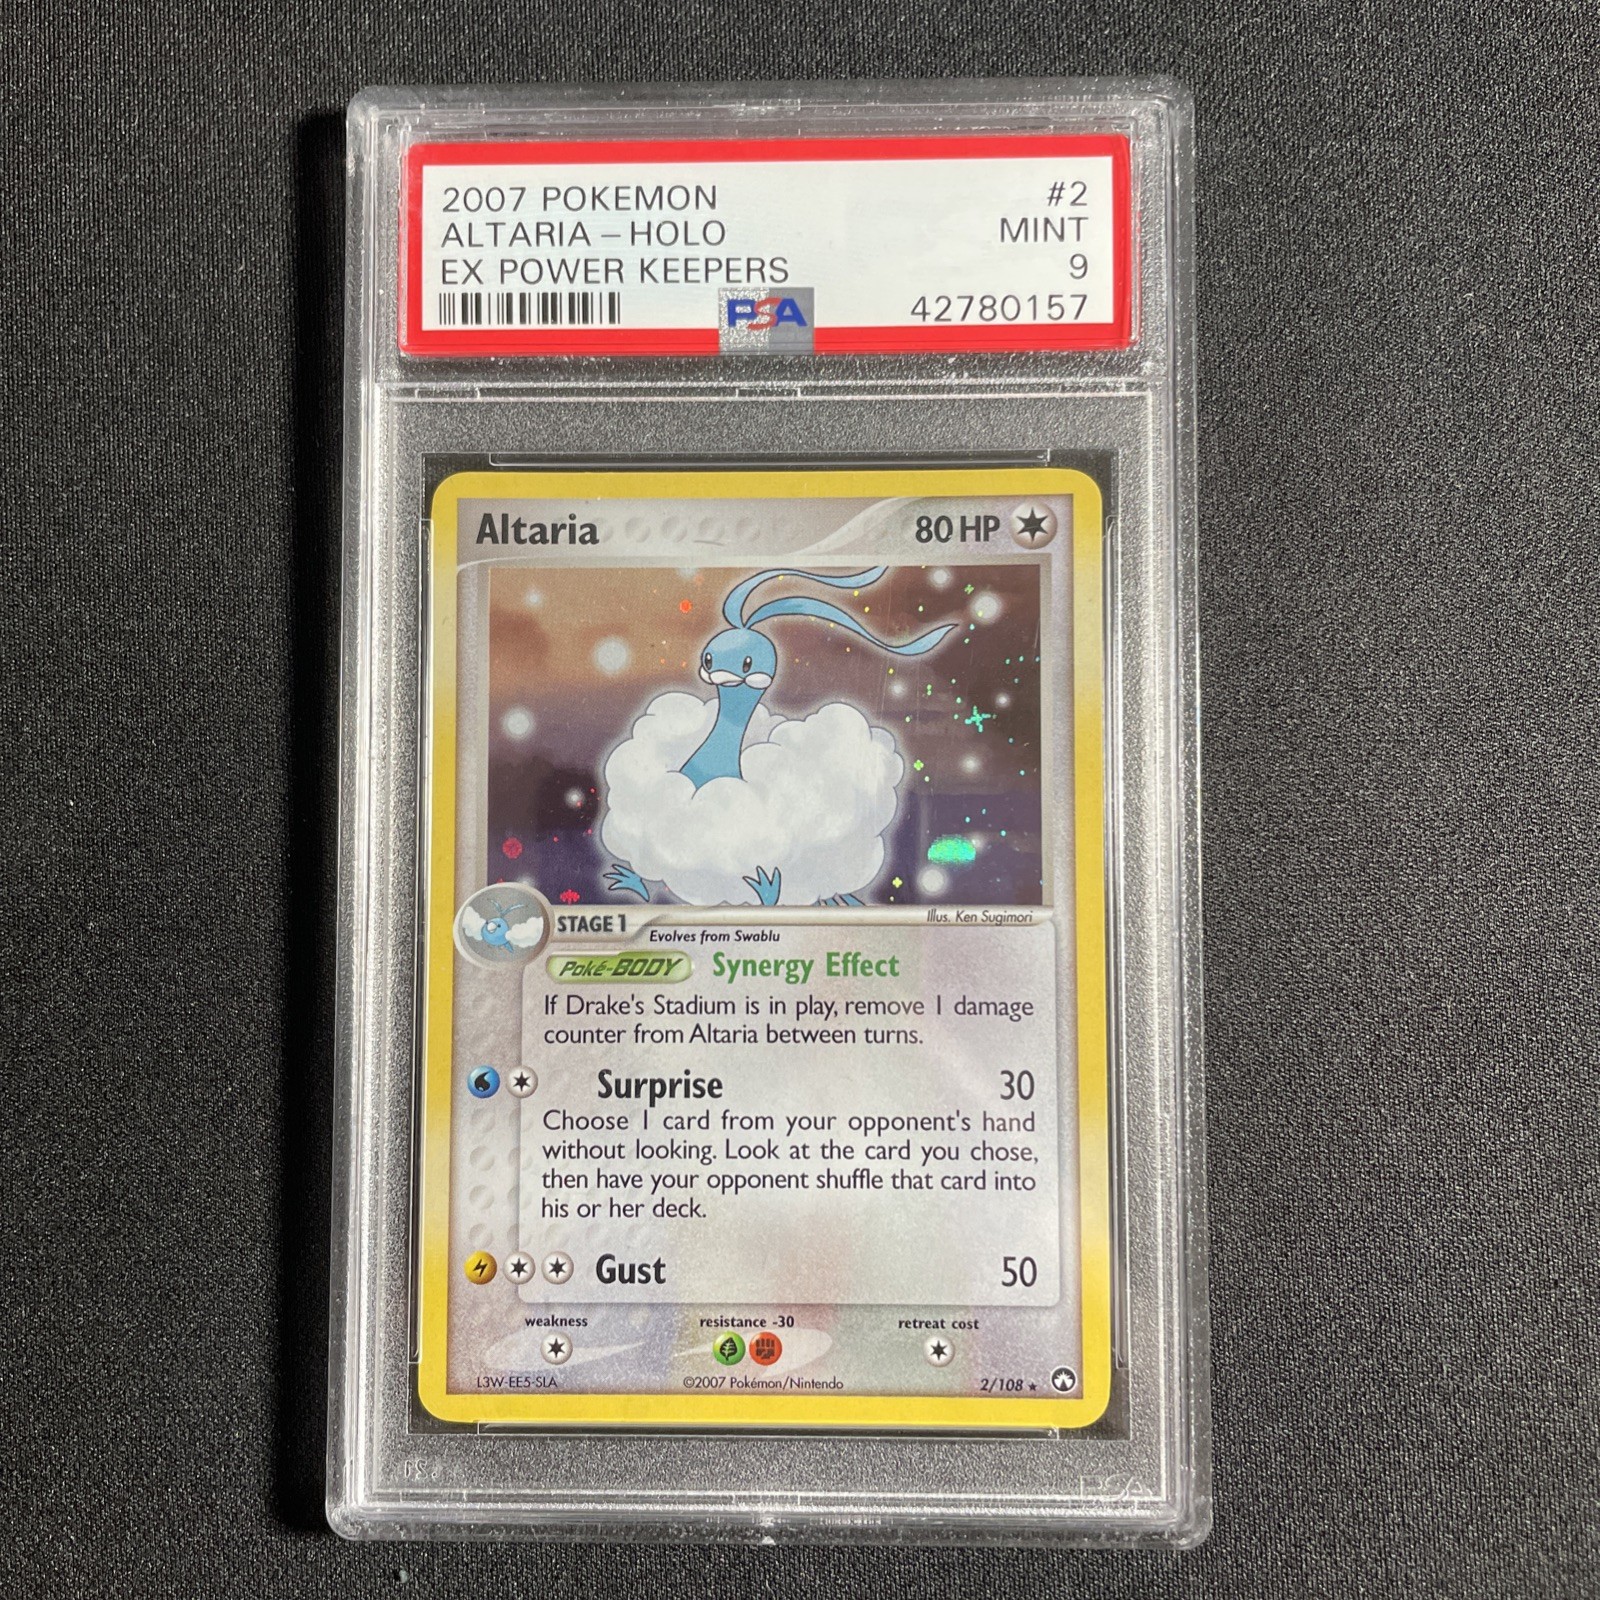 2007 POKEMON #2
ALTARIA – HOLO MINT
EX POWER KEEPERS 9
PSA 42780157
Altaria 80 HP
Illus. Ken Sugimori
STAGE 1 Evolves from Swablu
Poké-BODY Synergy Effect
If Drake's Stadium is in play, remove 1 damage
counter from Altaria between turns.
Surprise 30
Choose 1 card from your opponent's hand
without looking. Look at the card you chose,
then have your opponent shuffle that card into
his or her deck.
Gust 50
weakness resistance -30 retreat cost
L3W-EE5-SLA ©2007 Pokémon/Nintendo 2/108 ★
PSA